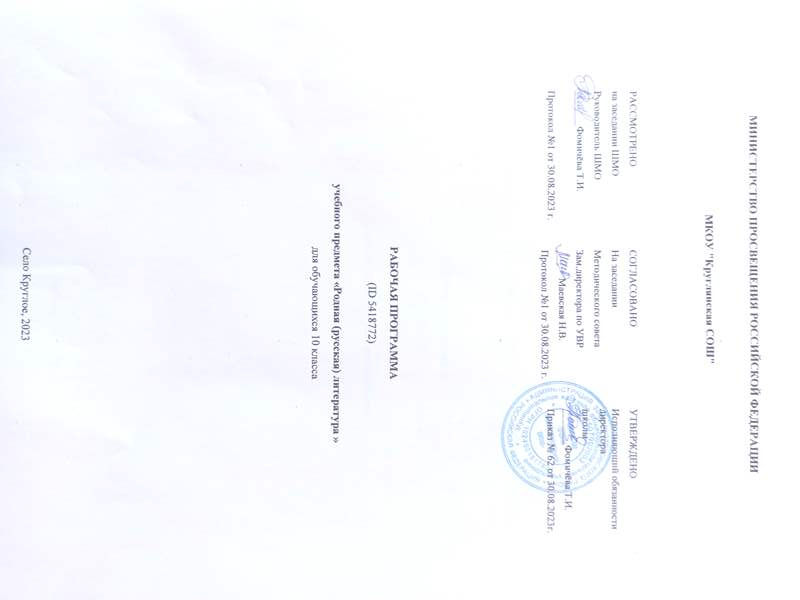 МИНИСТЕРСТВО ПРОСВЕЩЕНИЯ РОССИЙСКОЙ ФЕДЕРАЦИИ
МКОУ "Круглинская СОШ"
РАССМОТРЕНО
на заседании ШМО
Руководитель ШМО
Фомичёва Т.И.
Протокол №1 от 30.08.2023 г.
СОГЛАСОВАНО
На заседании
Методического совета
Зам.директора по УВР
Маевская Н.В.
Протокол №1 от 30.08.2023 г.
УТВЕРЖДЕНО
Исполняющий обязанности
директора
школы
Фомичёва Т.И.
Приказ № 62 от 30.08.2023г.
РАБОЧАЯ ПРОГРАММА
(ID 5418772)
учебного предмета «Родная (русская) литература »
для обучающихся 10 класса
Село Круглое, 2023